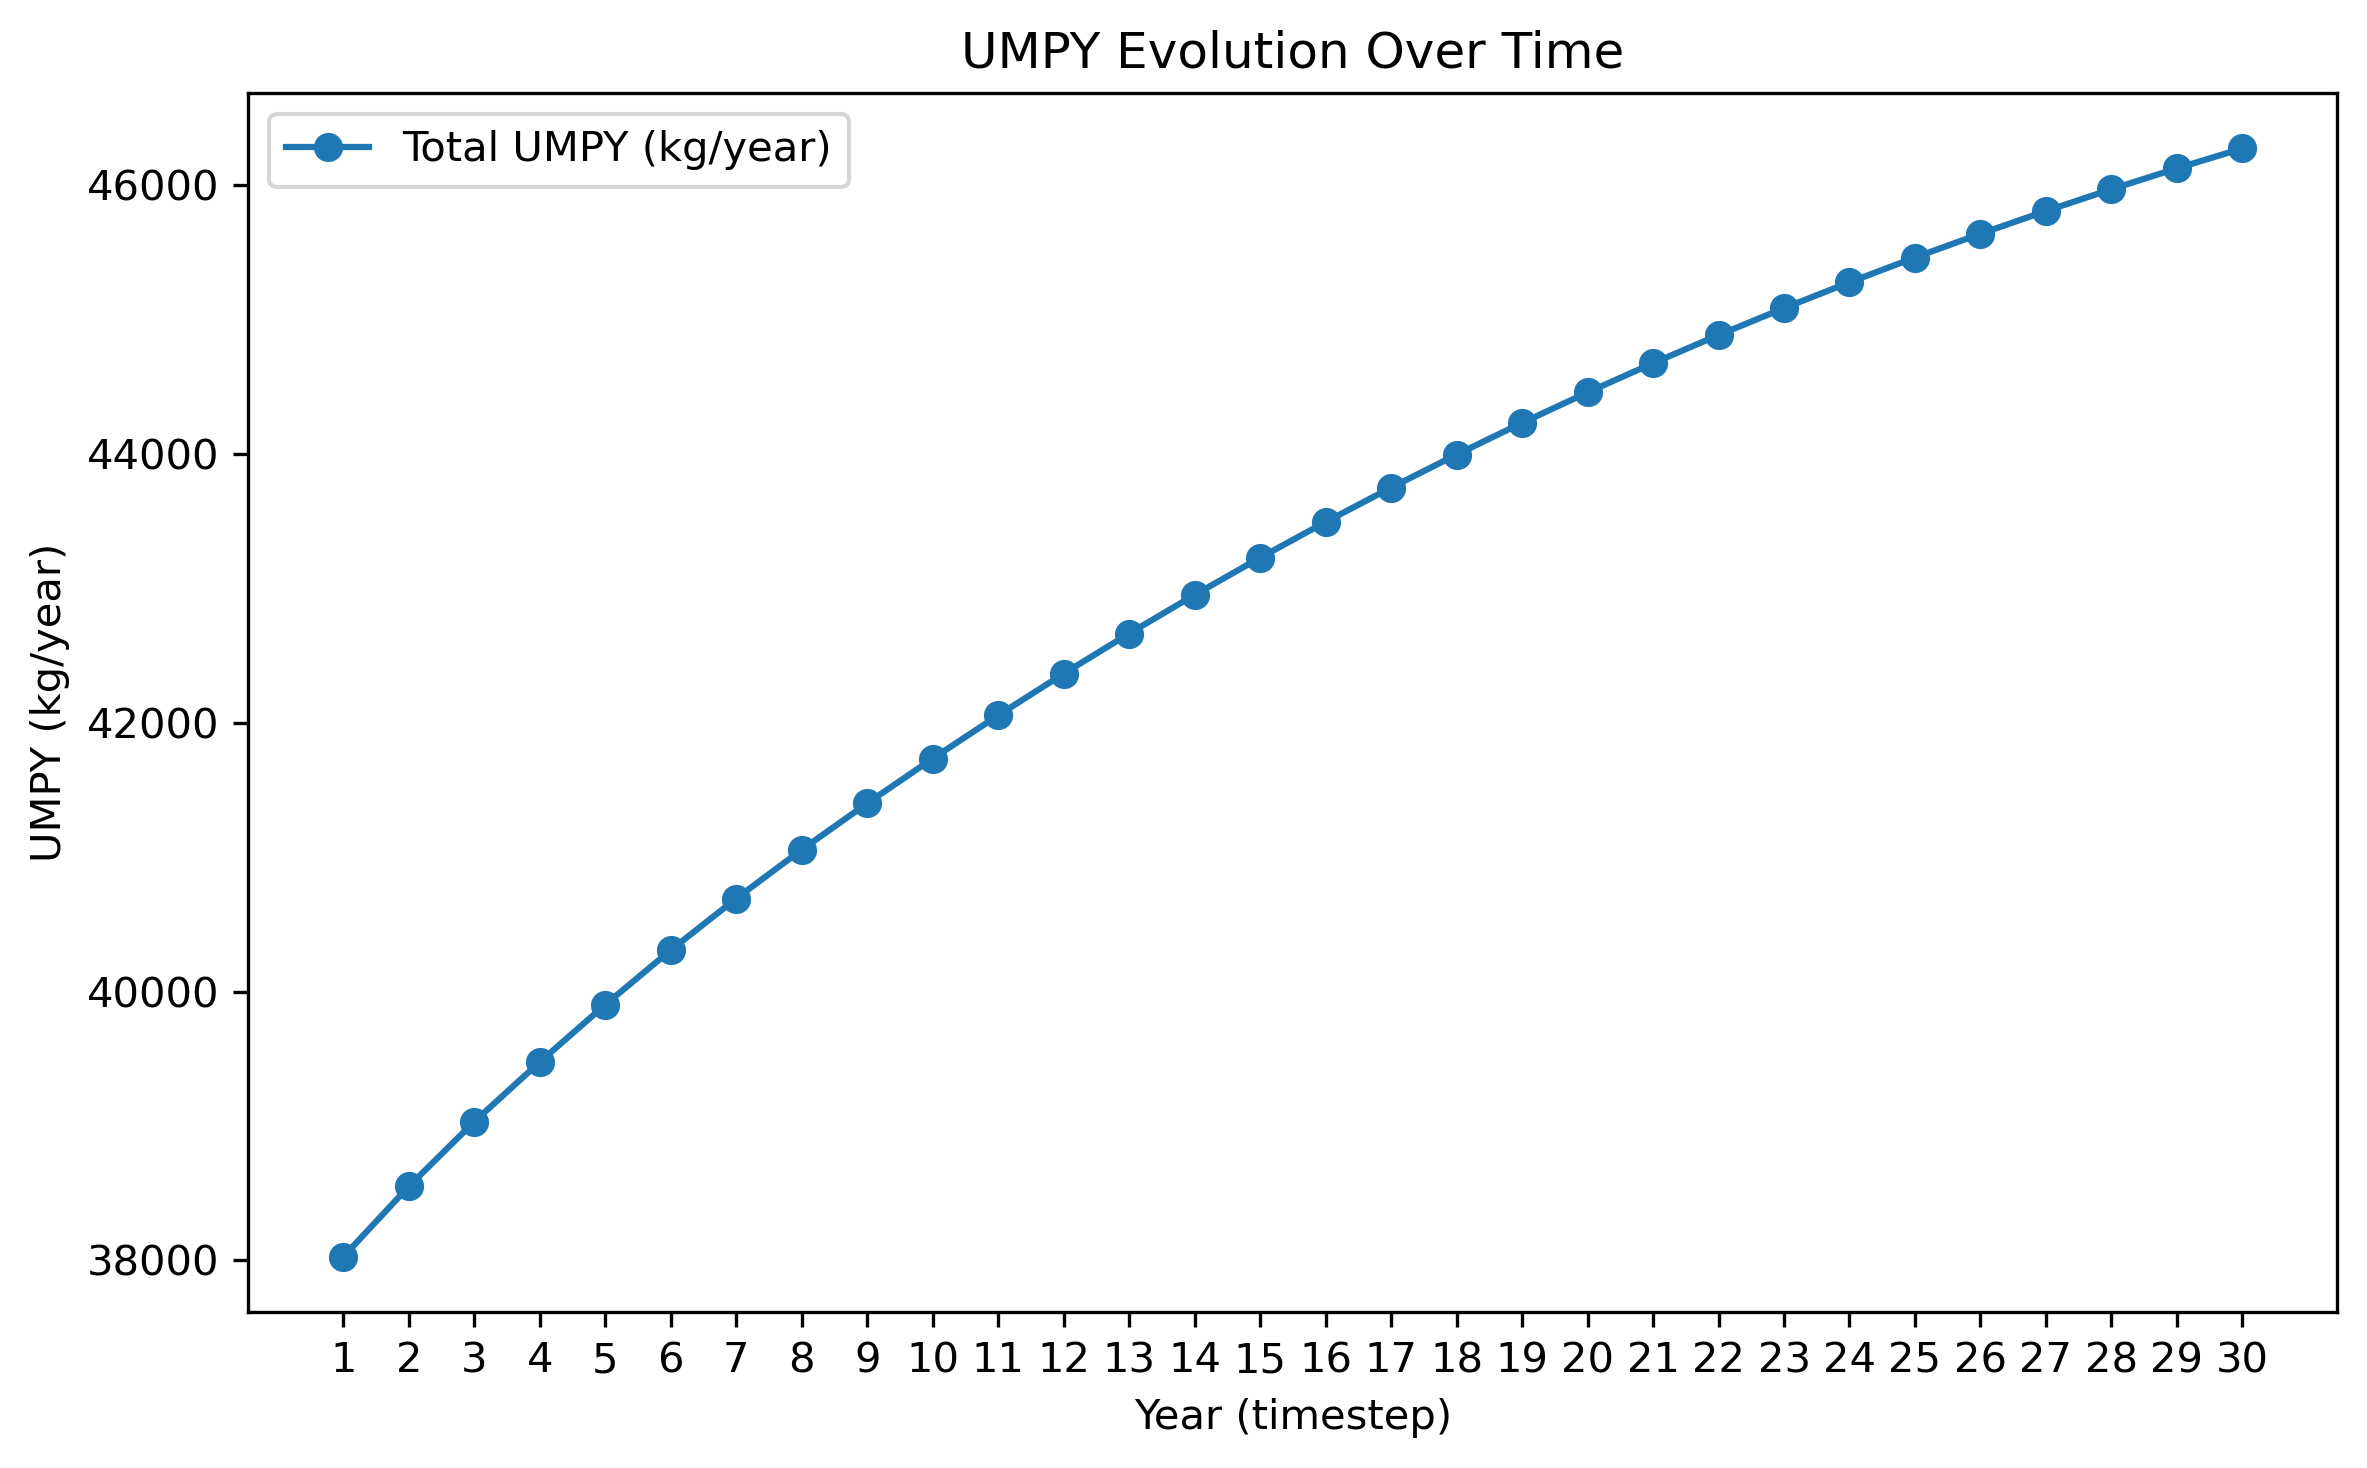 UMPY Evolution Over Time
Total UMPY (kg/year)
46000
44000
42000
40000
38000
UMPY (kg/year)
1 2 3 4 5 6 7 8 9 10 11 12 13 14 15 16 17 18 19 20 21 22 23 24 25 26 27 28 29 30
Year (timestep)